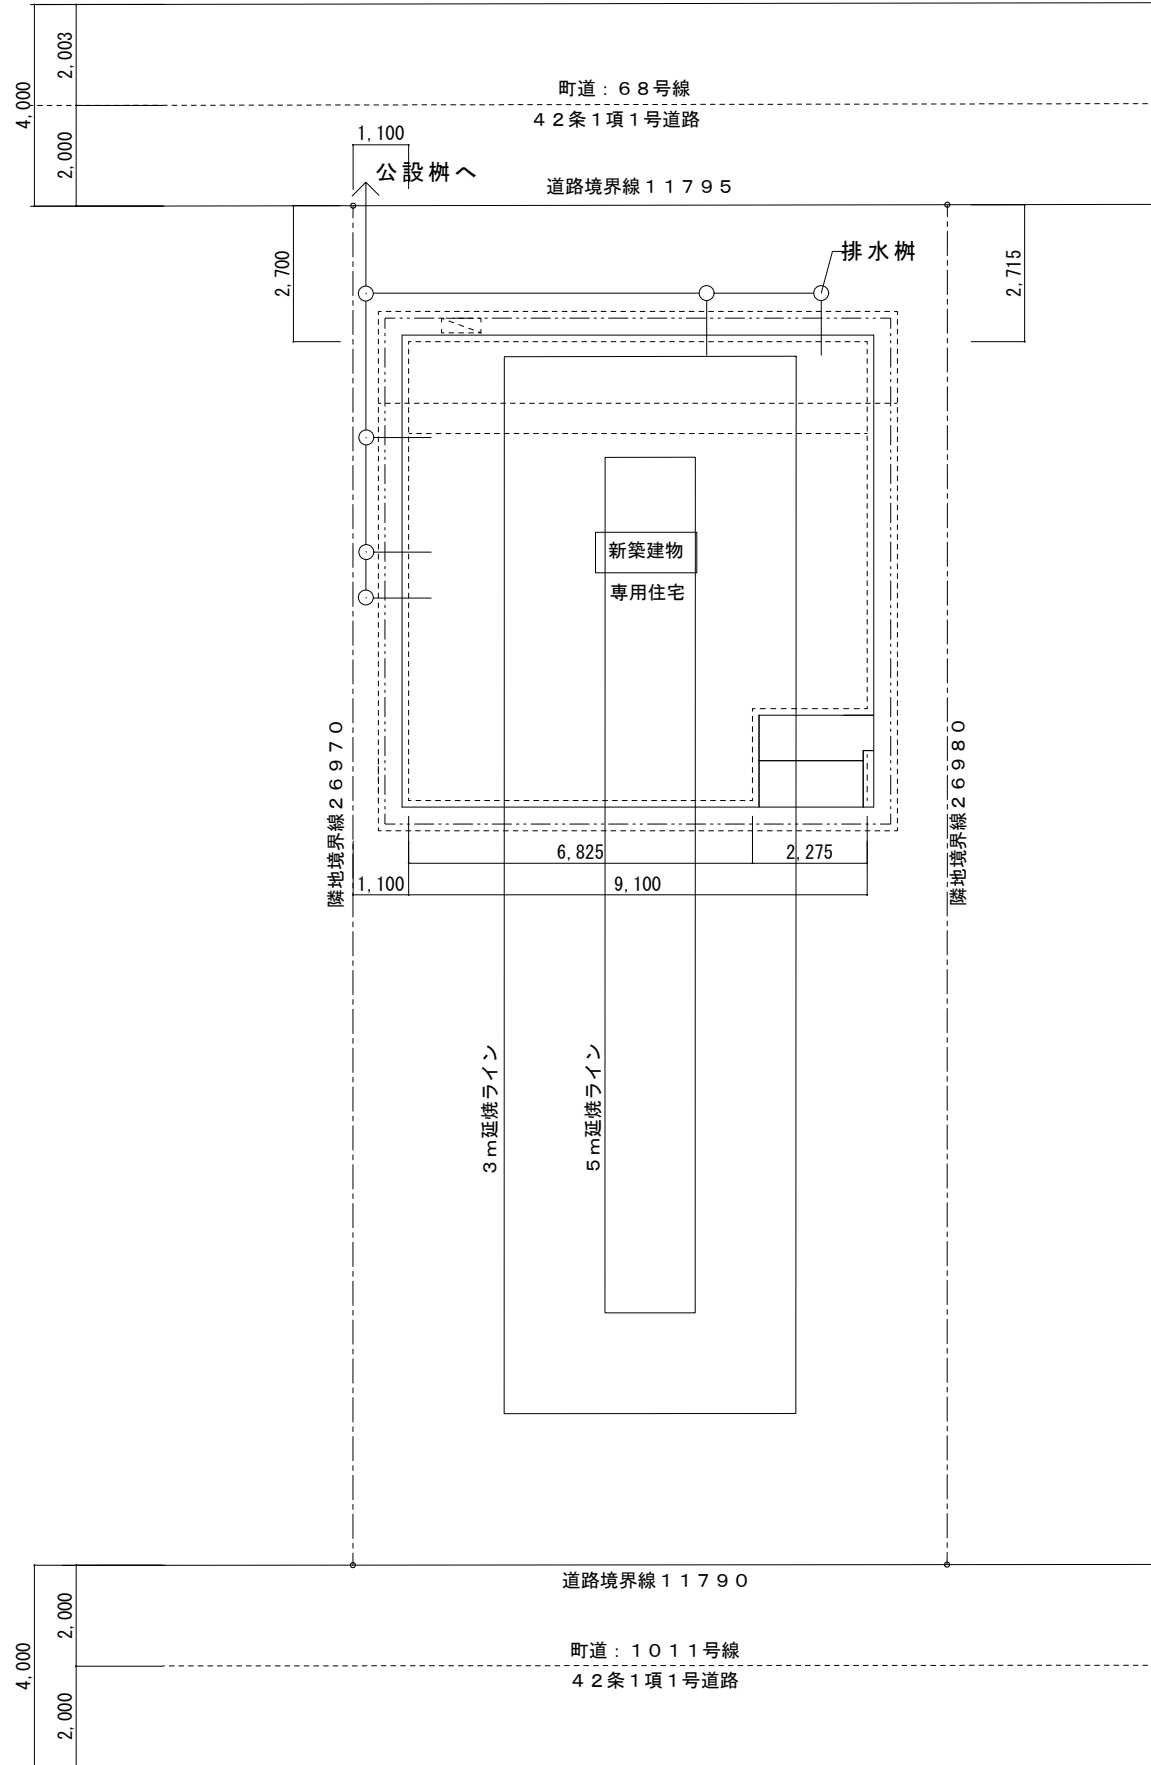 2,003
4,000
町道：６８号線
４２条１項１号道路
2,000
1,100
公設桝へ
道路境界線１１７９５
排水桝
2,700
2,715
新築建物
専用住宅
隣地境界線２６９７０
隣地境界線２６９８０
6,825
2,275
1,100
9,100
３ｍ延焼ライン
５ｍ延焼ライン
道路境界線１１７９０
2,000
町道：１０１１号線
4,000
４２条１項１号道路
2,000